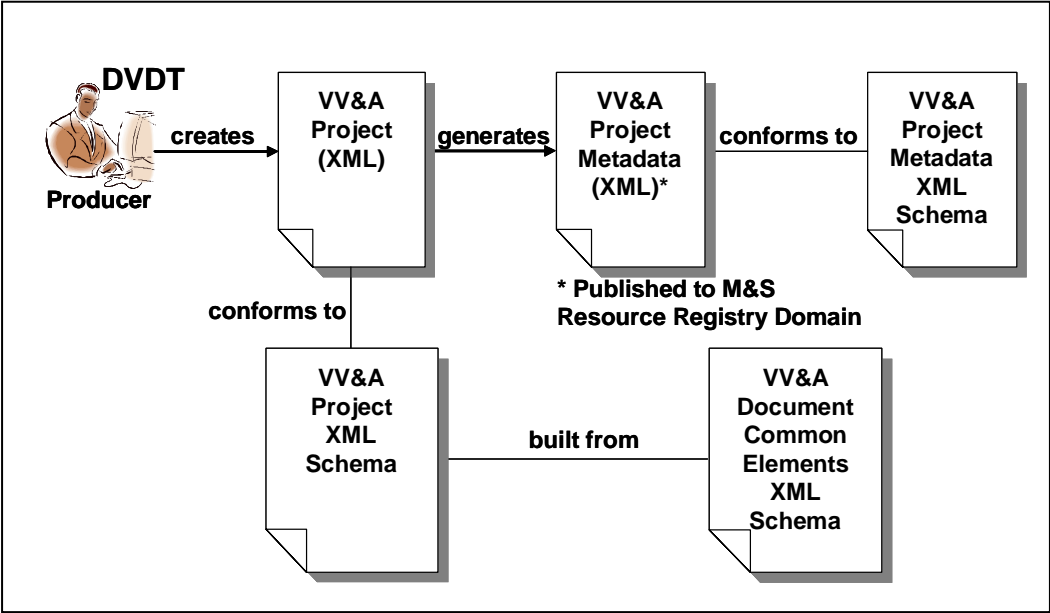 DVDT
Producer
creates
VV&A
Project
(XML)
generates
VV&A
Project
Metadata
(XML)*
conforms to
VV&A
Project
Metadata
XML
Schema
* Published to M&S
Resource Registry Domain
conforms to
VV&A
Project
XML
Schema
built from
VV&A
Document
Common
Elements
XML
Schema